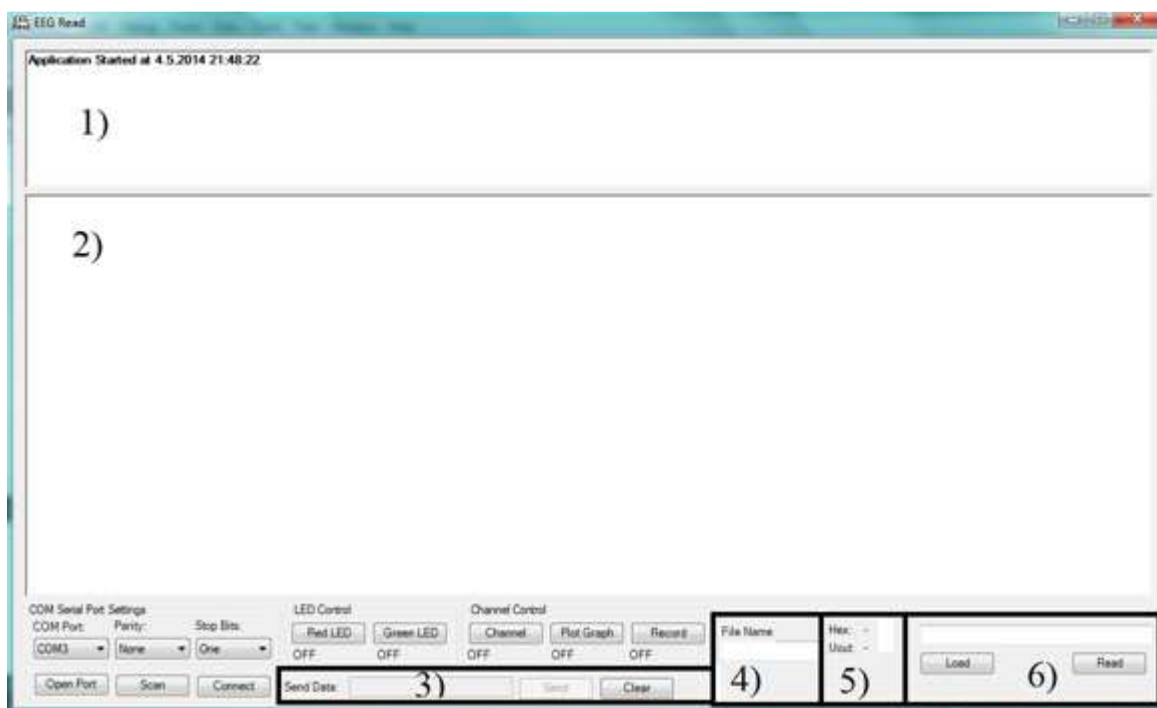 EEG Read
Application Started at 4.5.2014 21:48:22
1)
2)
COM Serial Port Settings
COM Port: Parity: Stop Bits:
COM3 None One
Open Port Scan Connect
LED Control
Red LED Green LED
OFF OFF
Channel Control
Channel Plot Graph Record
OFF OFF OFF
Send Data: 3) Send Clear
File Name
4)
Hex: -
Uout: -
5)
Load 6) Read